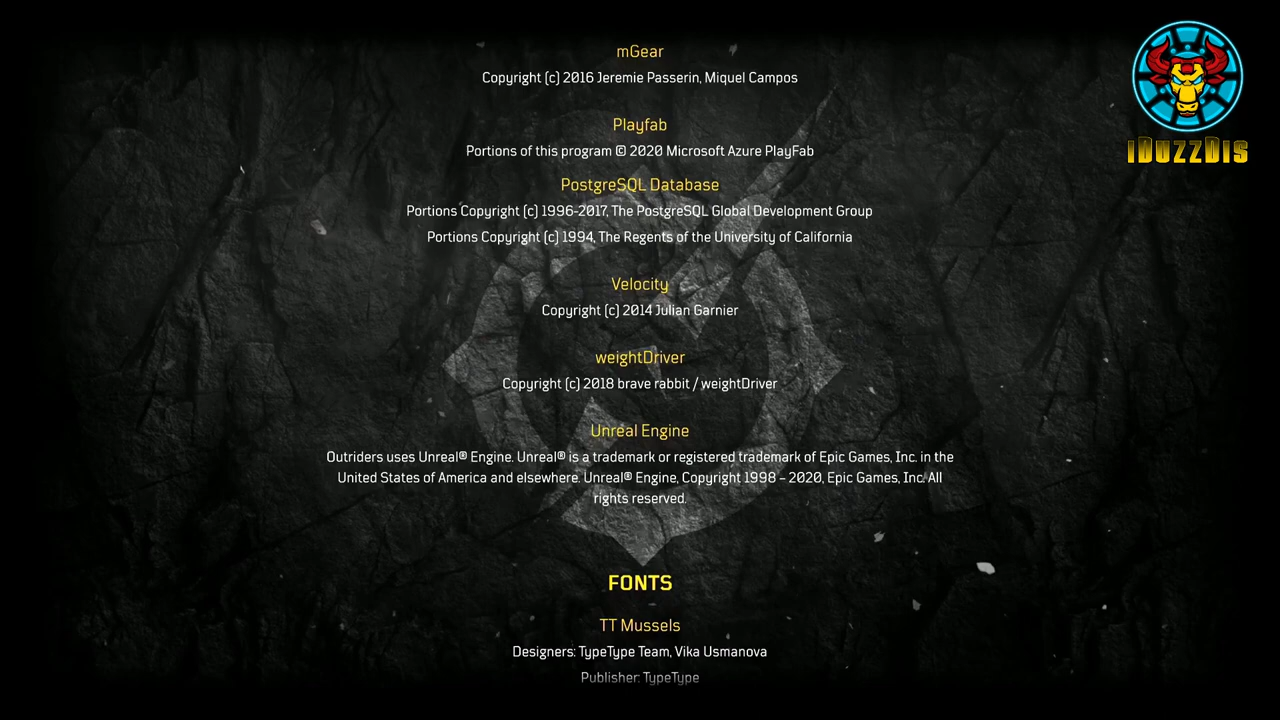 mGear
Copyright (c) 2016 Jeremie Passerin, Miquel Campos
Playfab
Portions of this program © 2020 Microsoft Azure PlayFab
PostgreSQL Database
Portions Copyright (c) 1996-2017, The PostgreSQL Global Development Group
Portions Copyright (c) 1994, The Regents of the University of California
Velocity
Copyright (c) 2014 Julian Garnier
weightDriver
Copyright (c) 2018 brave rabbit / weightDriver
Unreal Engine
Outriders uses Unreal® Engine. Unreal® is a trademark or registered trademark of Epic Games, Inc. in the
United States of America and elsewhere. Unreal® Engine, Copyright 1998 – 2020, Epic Games, Inc. All
rights reserved.
FONTS
TT Mussels
Designers: TypeType Team, Vika Usmanova
Publisher: TypeType
iDuzzDis